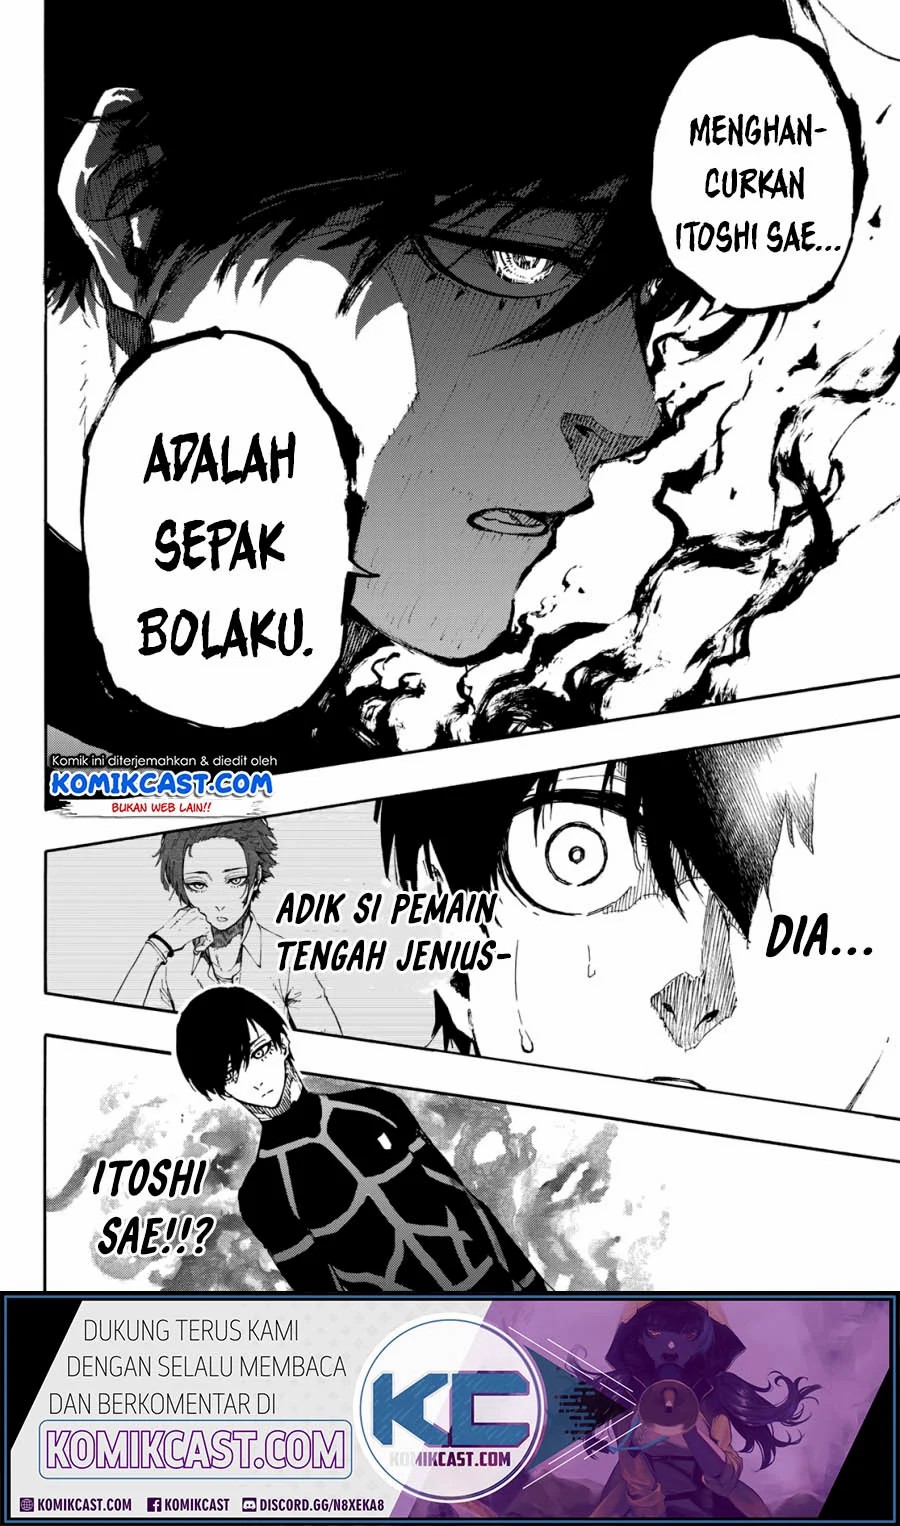 MENGHAN-
CURKAN
ITOSHI SAE...
ADALAH
SEPAK
BOLAKU.
Komik ini diterjemahkan & diedit oleh
KOMIKCAST.COM
BUKAN WEB LAIN!!
DIA...
ADIK SI PEMAIN
TENGAH JENIUS-
ITOSHI
SAE!!?
DUKUNG TERUS KAMI
DENGAN SELALU MEMBACA
DAN BERKOMENTAR DI
KOMIKCAST.COM
KC
KOMIKCAST.COM
KOMIKCAST.COM
KOMIKCAST
DISCORD.GG/N8XEKA8